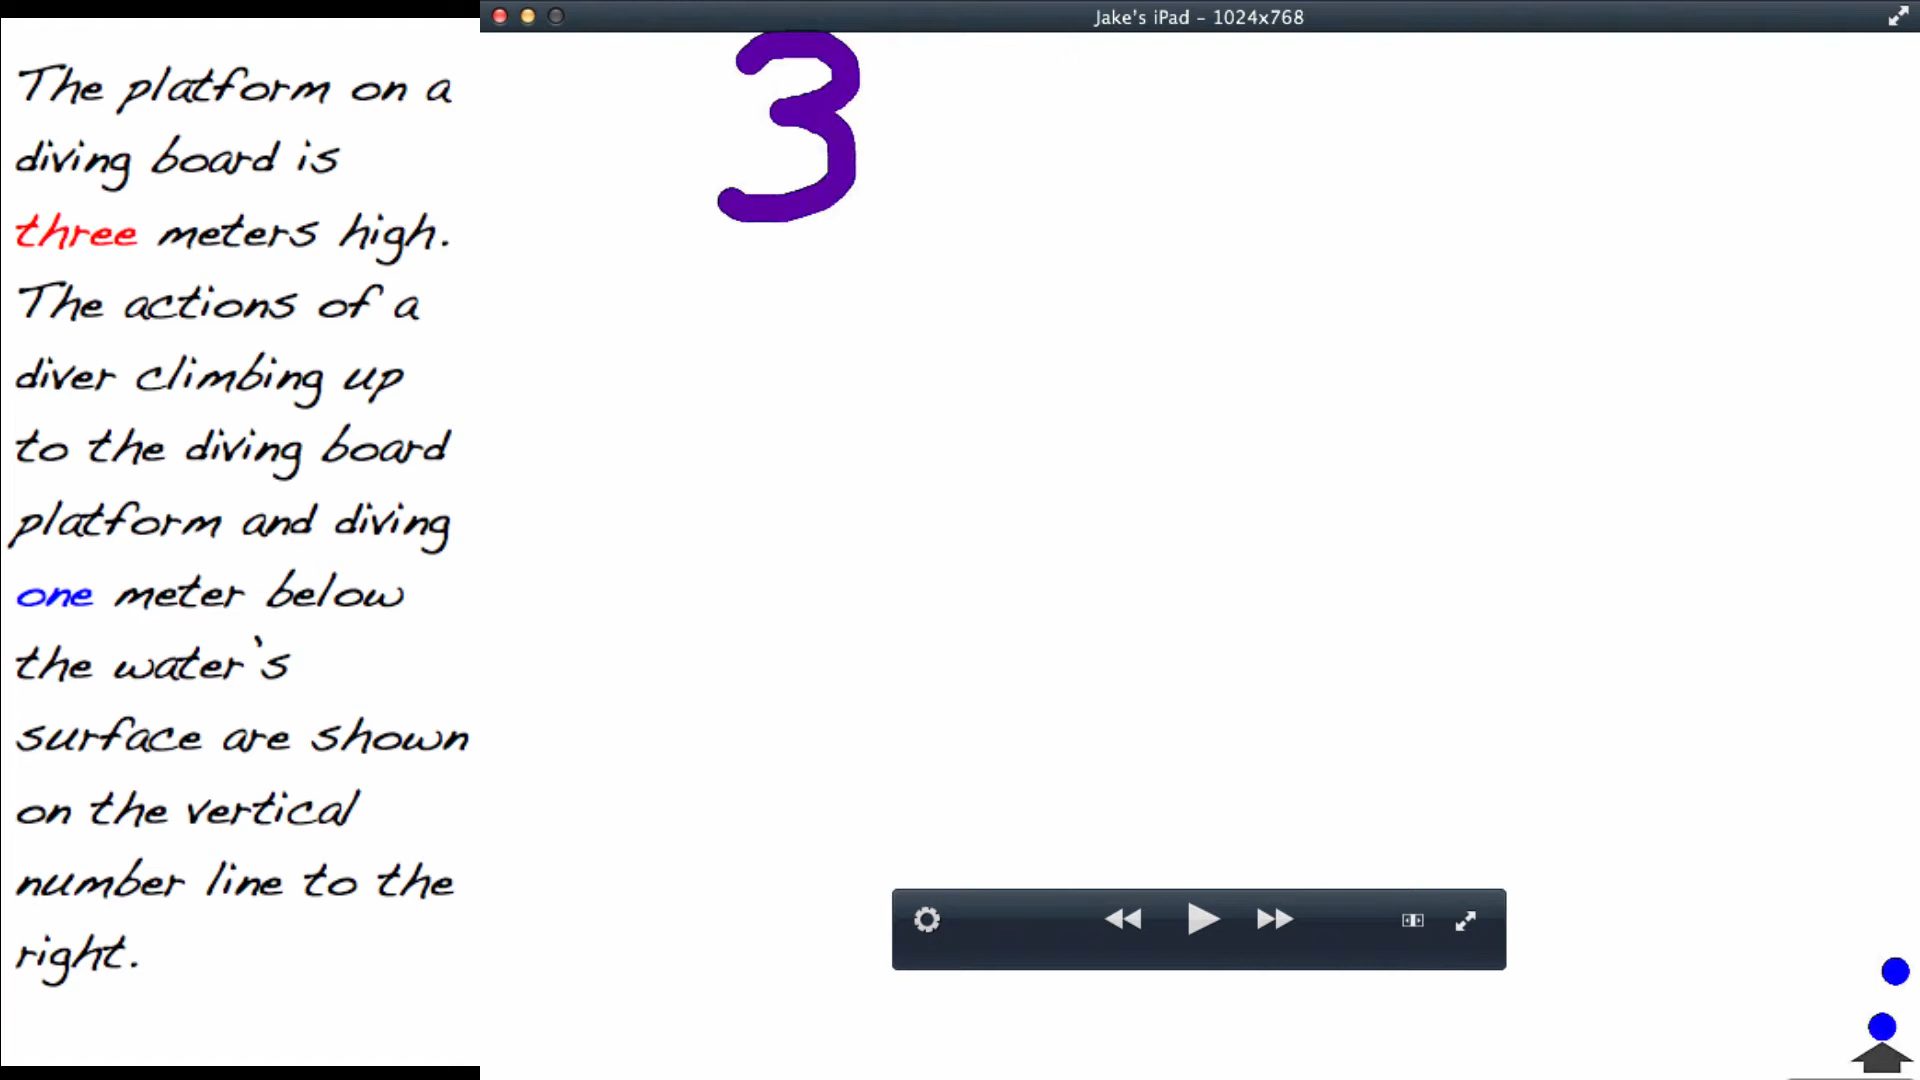 The platform on a
diving board is
three meters high.
The actions of a
diver climbing up
to the diving board
platform and diving
one meter below
the water's
surface are shown
on the vertical
number line to the
right.
Jake's iPad - 1024x768
3